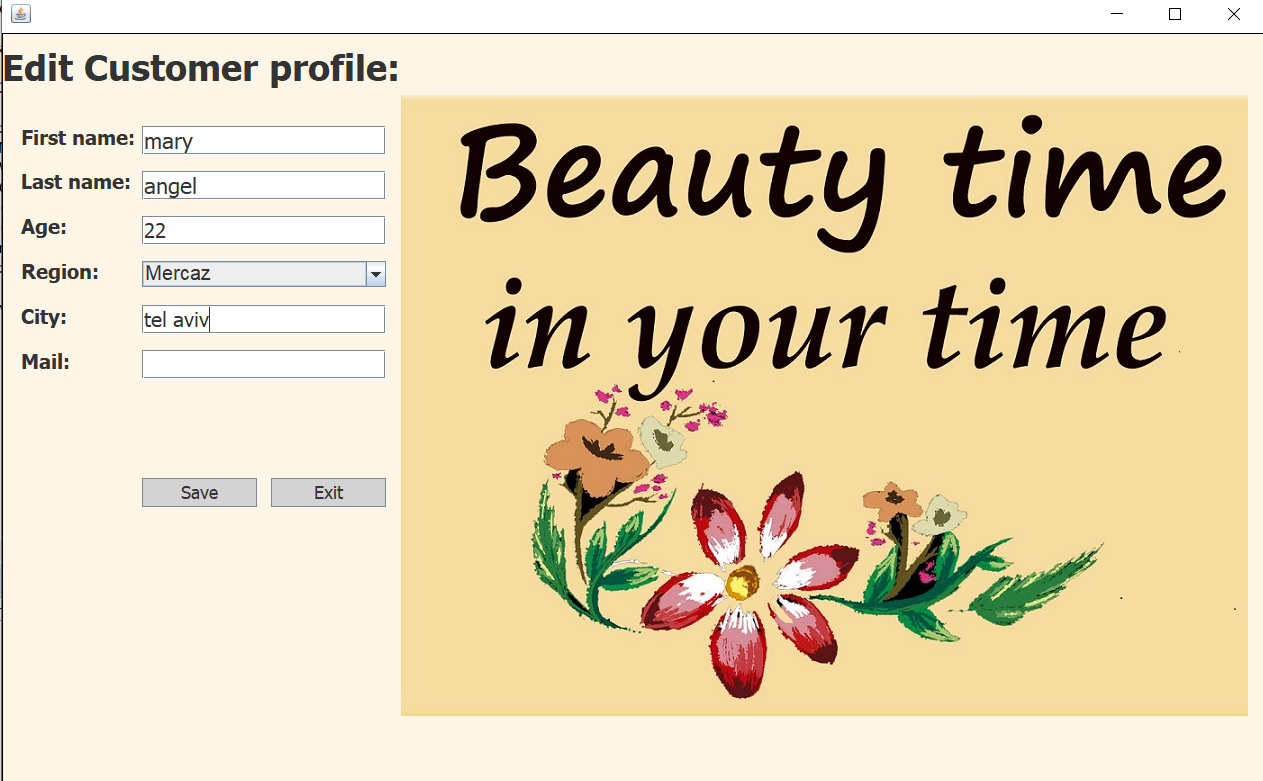 Edit Customer profile:
First name: mary
Last name: angel
Age: 22
Region: Mercaz
City: tel aviv
Mail:
Save Exit
Beauty time
in your time